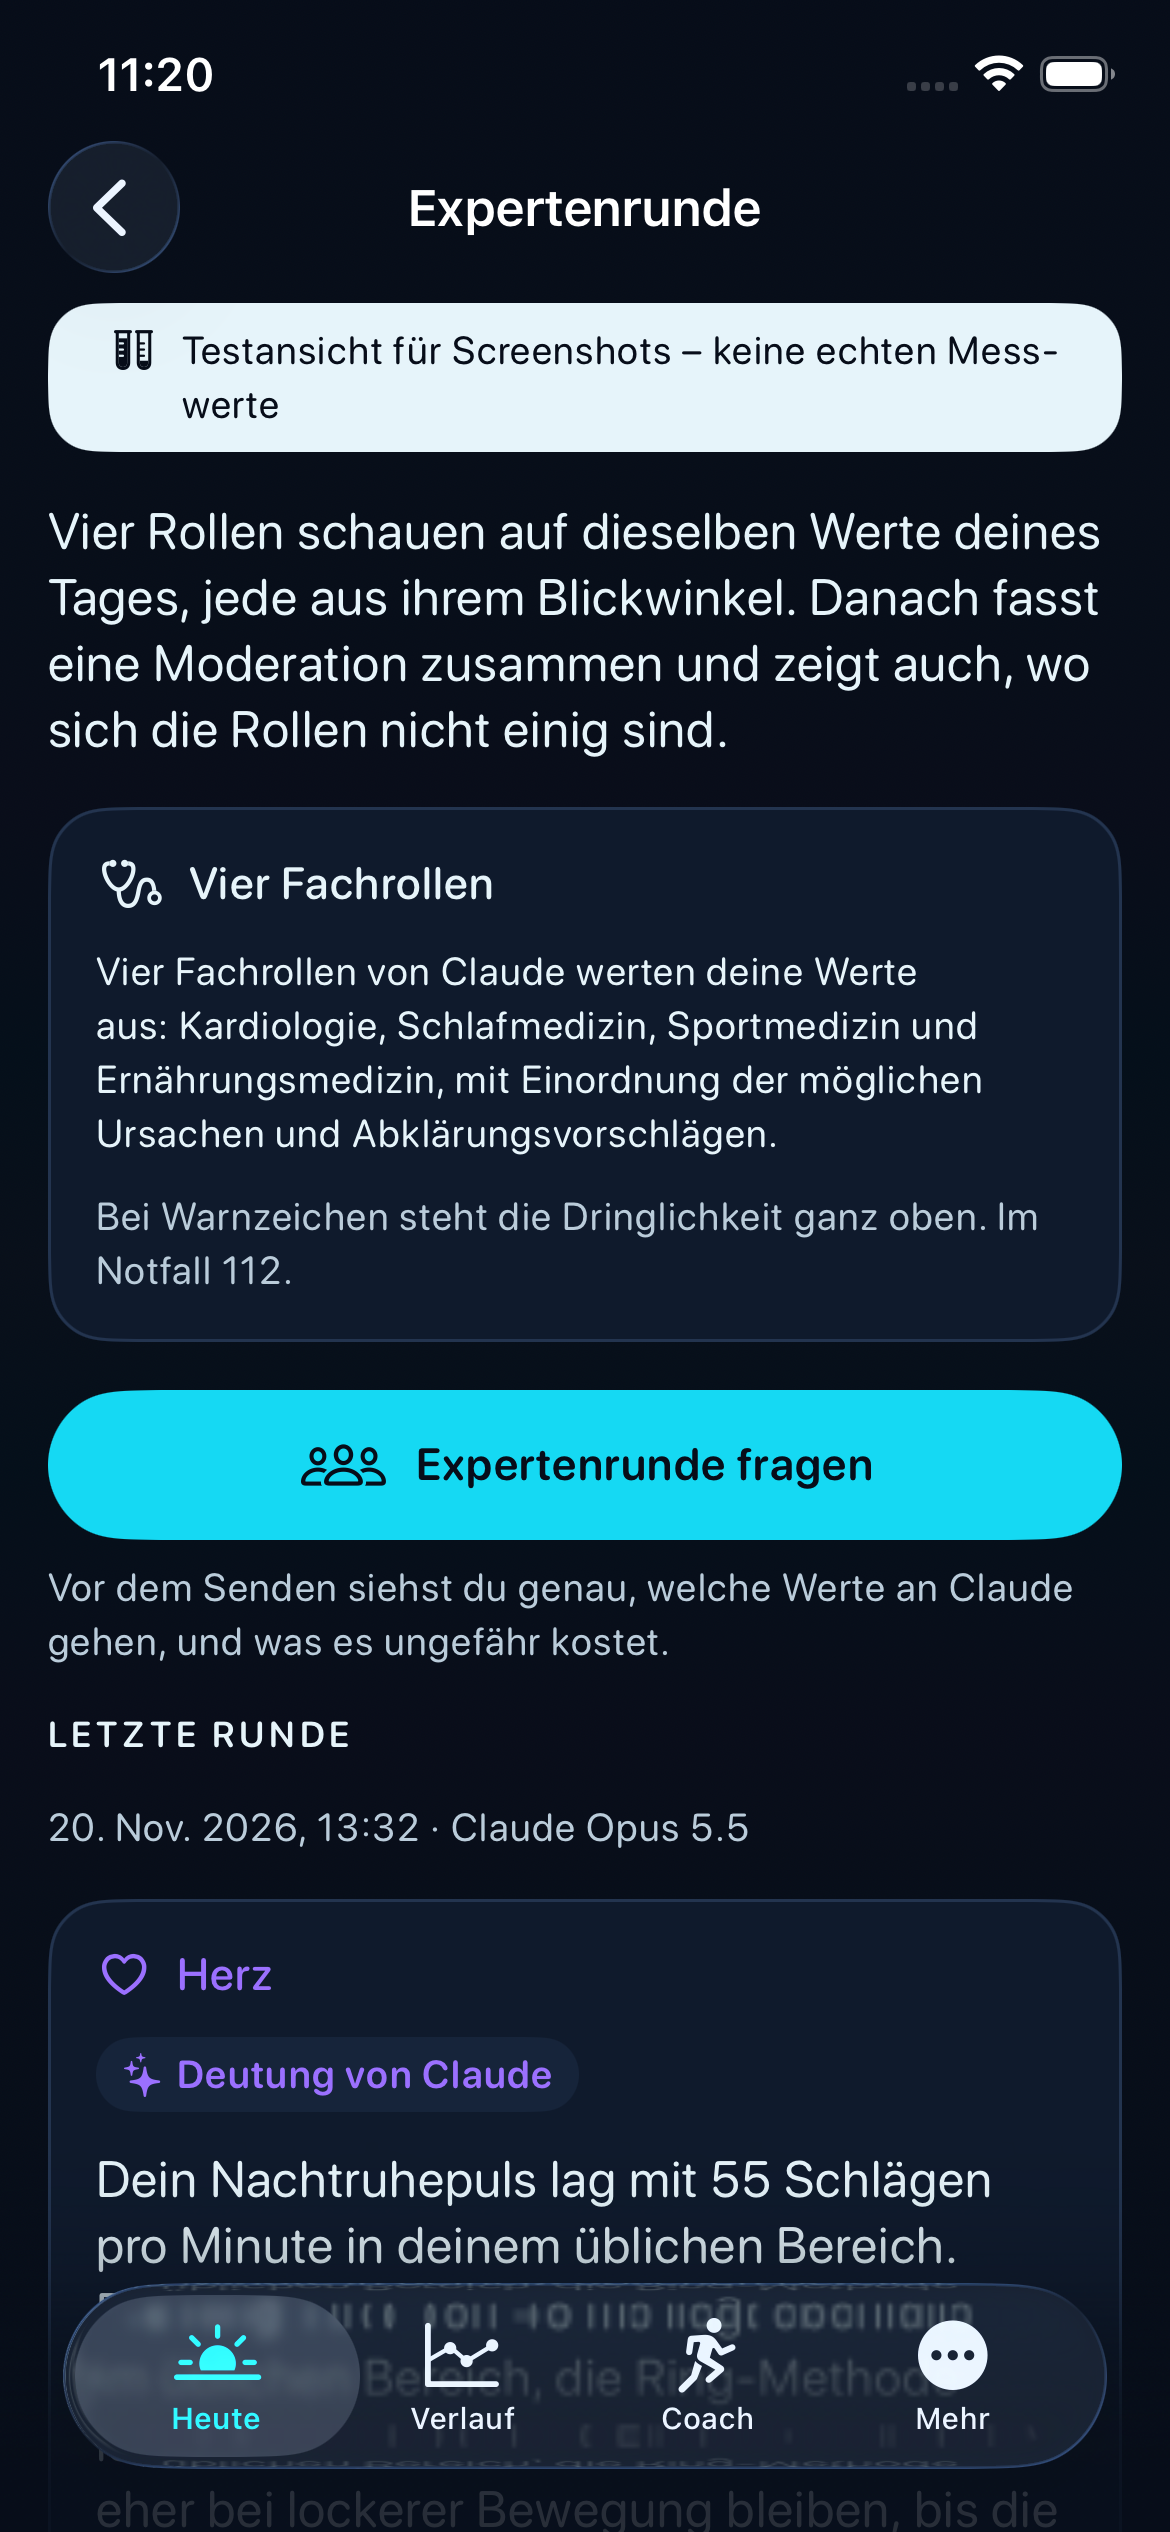 11:20
Expertenrunde
Testansicht für Screenshots – keine echten Mess-
werte
Vier Rollen schauen auf dieselben Werte deines
Tages, jede aus ihrem Blickwinkel. Danach fasst
eine Moderation zusammen und zeigt auch, wo
sich die Rollen nicht einig sind.
Vier Fachrollen
Vier Fachrollen von Claude werten deine Werte
aus: Kardiologie, Schlafmedizin, Sportmedizin und
Ernährungsmedizin, mit Einordnung der möglichen
Ursachen und Abklärungsvorschlägen.
Bei Warnzeichen steht die Dringlichkeit ganz oben. Im
Notfall 112.
Expertenrunde fragen
Vor dem Senden siehst du genau, welche Werte an Claude
gehen, und was es ungefähr kostet.
LETZTE RUNDE
20. Nov. 2026, 13:32 · Claude Opus 5.5
Herz
Deutung von Claude
Dein Nachtruhepuls lag mit 55 Schlägen
pro Minute in deinem üblichen Bereich.
Bereich, die Ring-Methode
Heute
Verlauf
Coach
Mehr
eher bei lockerer Bewegung bleiben, bis die